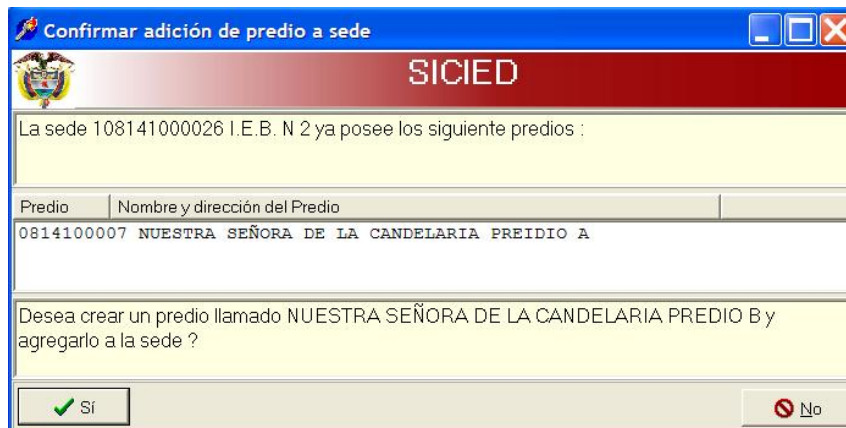 Confirmar adición de predio a sede
SICIED
La sede 108141000026 I.E.B. N 2 ya posee los siguiente predios :
Predio Nombre y dirección del Predio
0814100007 NUESTRA SEÑORA DE LA CANDELARIA PREIDIO A
Desea crear un predio llamado NUESTRA SEÑORA DE LA CANDELARIA PREDIO B y
agregarlo a la sede ?
Sí No